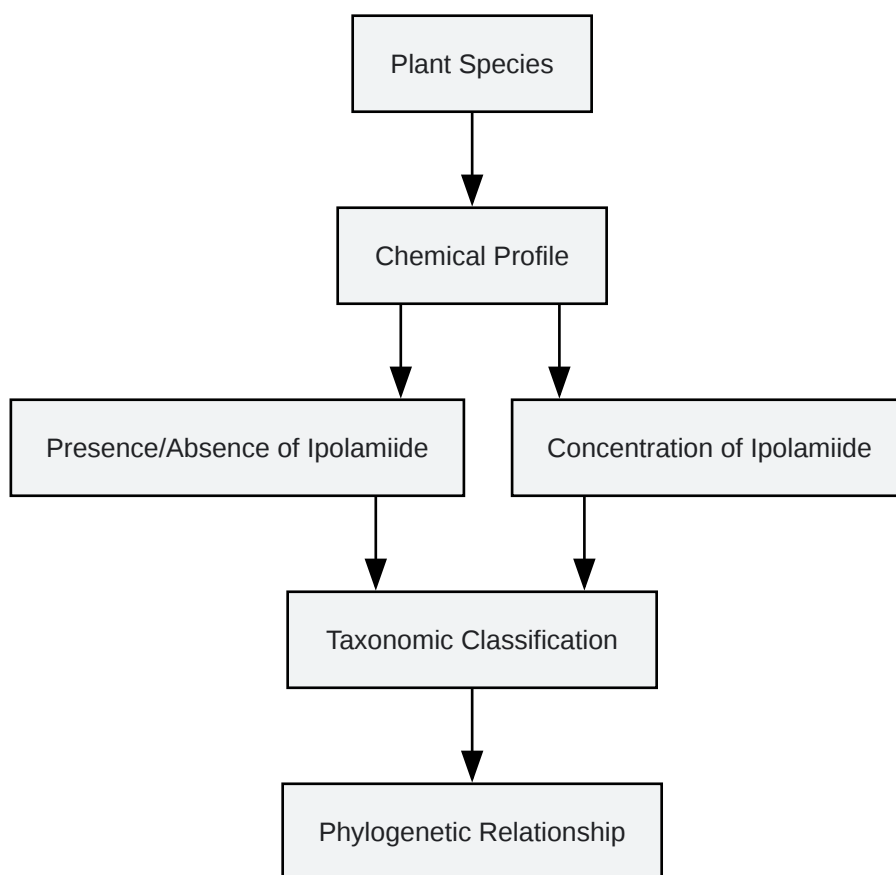 Plant Species
Chemical Profile
Presence/Absence of Ipolamiide
Concentration of Ipolamiide
Taxonomic Classification
Phylogenetic Relationship